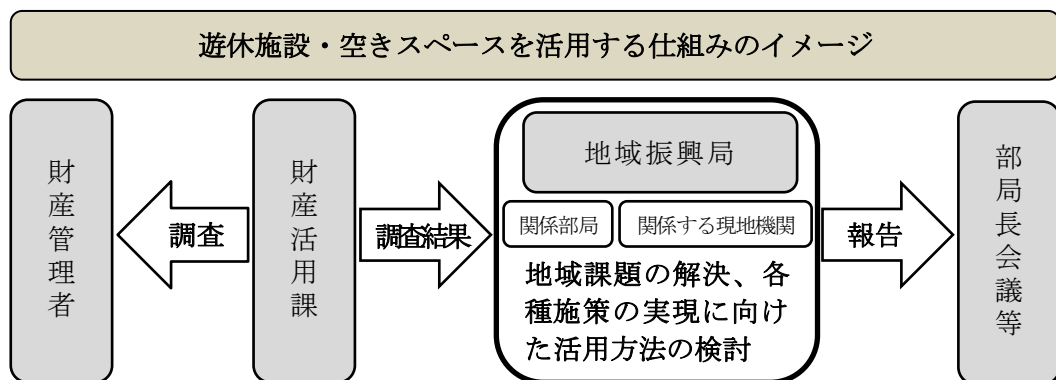 遊休施設・空きスペースを活用する仕組みのイメージ
財産管理者
調査
財産活用課
調査結果
地域振興局
関係部局
関係する現地機関
地域課題の解決、各
種施策の実現に向け
た活用方法の検討
報告
部局長会議等